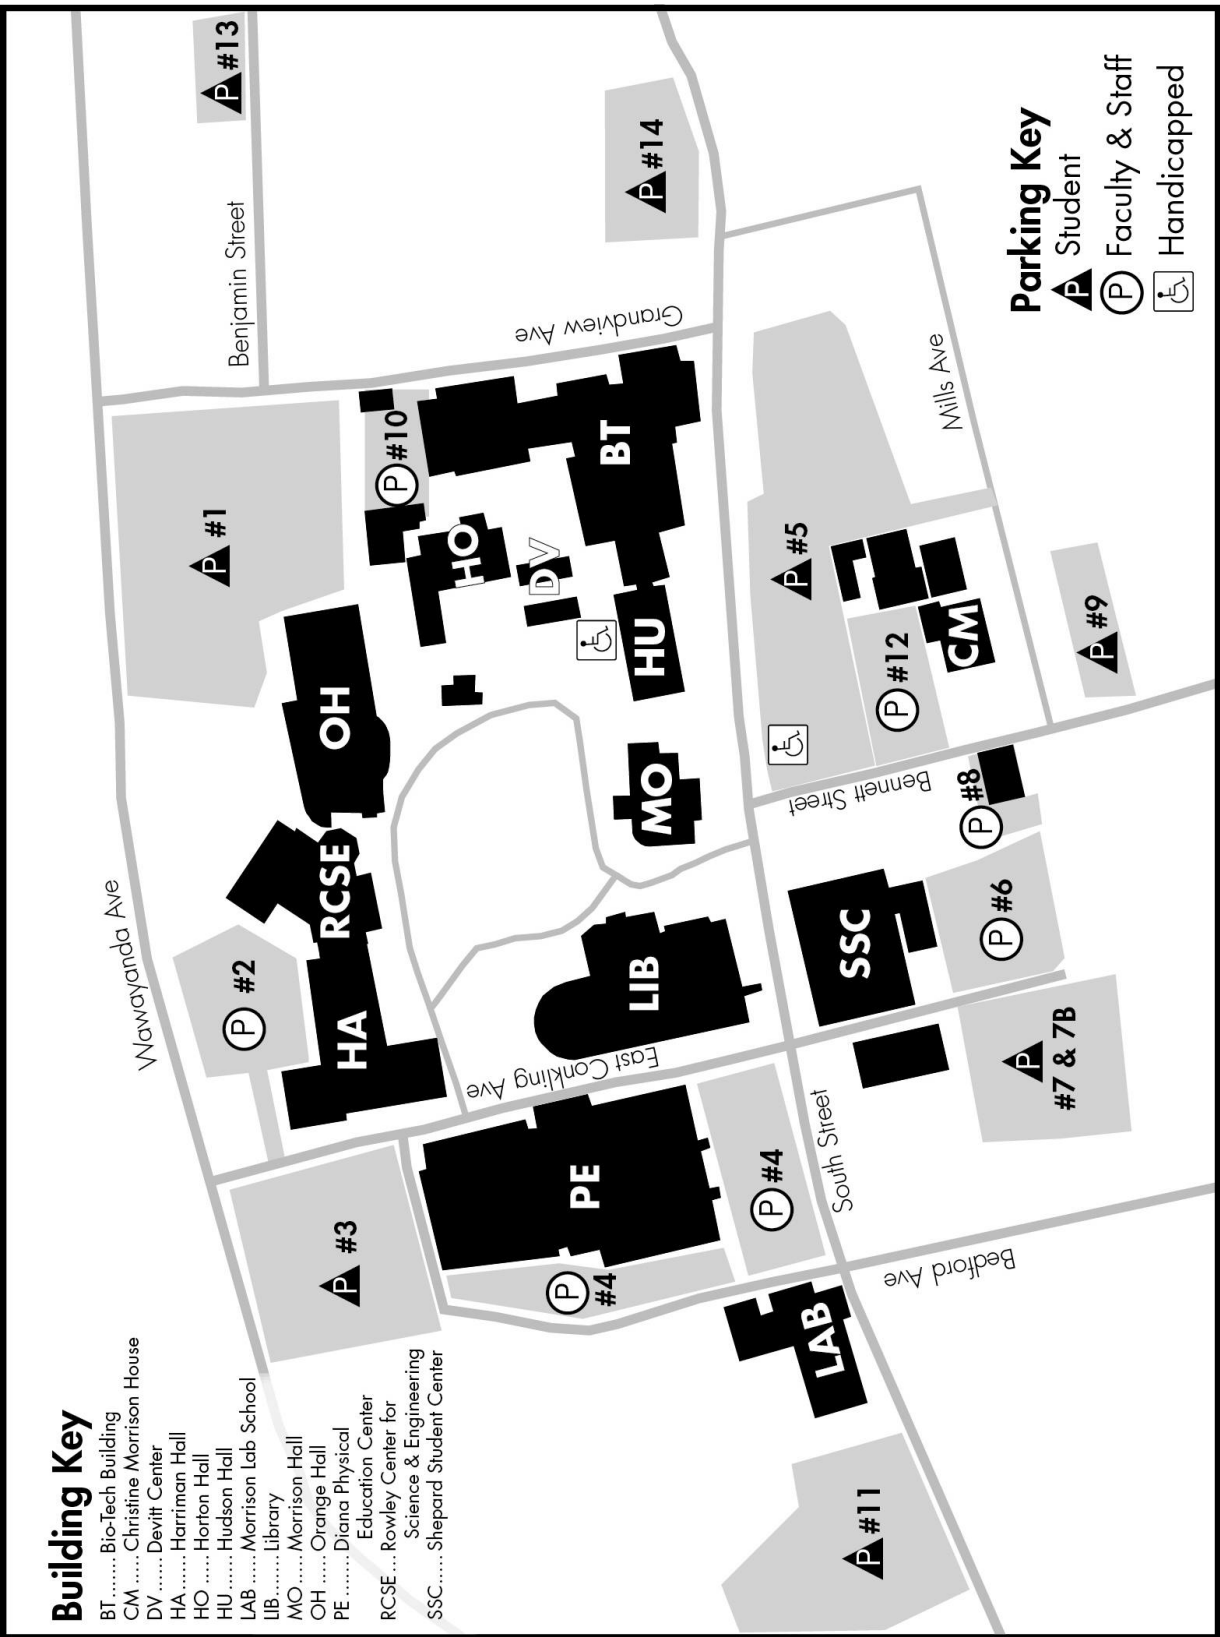 Building Key
BT....... Bio-Tech Building
CM ..... Christine Morrison House
DV ...... Devitt Center
HA....... Harriman Hall
HO ..... Horton Hall
HU ...... Hudson Hall
LAB ..... Morrison Lab School
LIB....... Library
MO..... Morrison Hall
OH .... Orange Hall
PE ...... Diana Physical
Education Center
RCSE ... Rowley Center for
Science & Engineering
SSC..... Shepard Student Center
Parking Key
P Student
P Faculty & Staff
Handicapped
Wawayanda Ave
Benjamin Street
Grandview Ave
East Conkling Ave
South Street
Bedford Ave
Bennett Street
Mills Ave
P #1
P #2
P #3
P #4
P #4
P #5
P #6
P
#7 & 7B
P #8
P #9
P #10
P #11
P #12
P #13
P #14
OH
RCSE
HA
HO
DV
BT
HU
MO
LIB
PE
LAB
SSC
CM